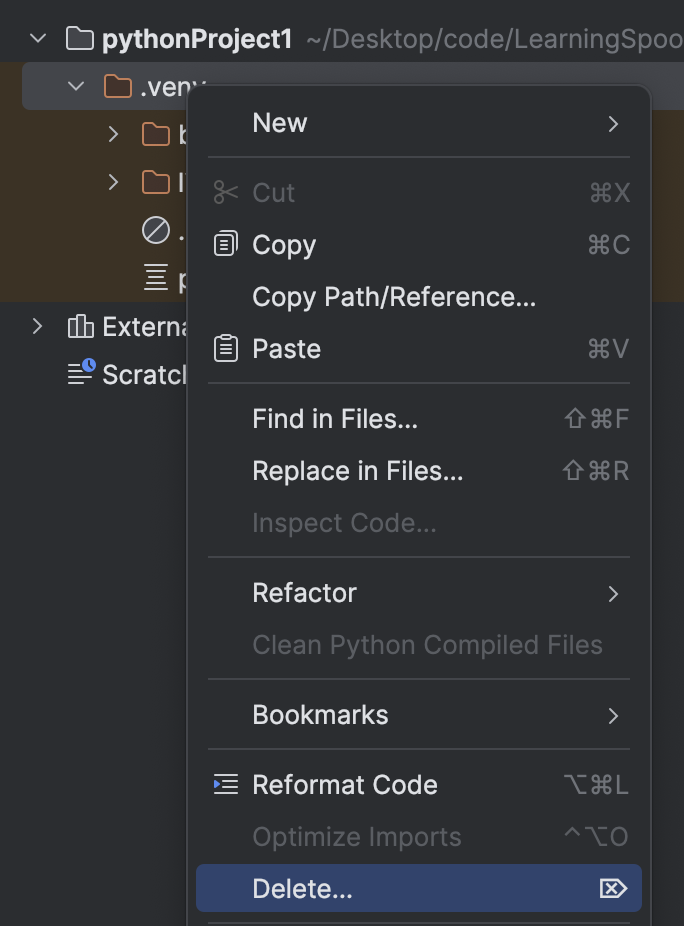 pythonProject1 ~/Desktop/code/LearningSpoo
.venv
New
Cut ⌘X
Copy ⌘C
Copy Path/Reference...
Externa
Paste ⌘V
Scratch
Find in Files... ⇧⌘F
Replace in Files... ⇧⌘R
Inspect Code...
Refactor
Clean Python Compiled Files
Bookmarks
Reformat Code ⌥⌘L
Optimize Imports ^⌥O
Delete... ⌦